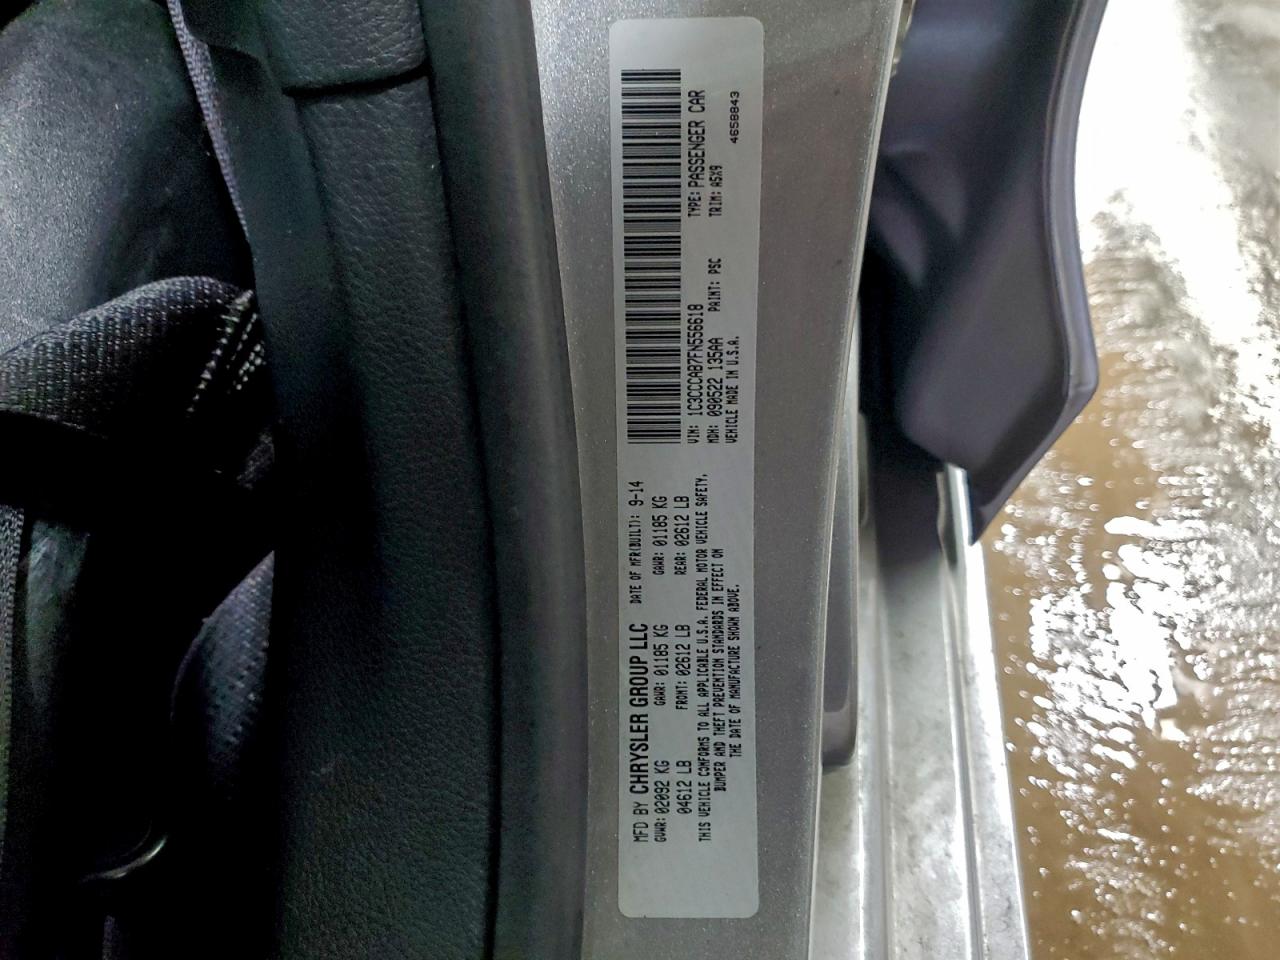 MFD BY CHRYSLER GROUP LLC DATE OF MFR(BUILT): 9-14
GVWR: 02092 KG GAWR: 01185 KG GAWR: 01185 KG
04612 LB FRONT: 02612 LB REAR: 02612 LB
THIS VEHICLE CONFORMS TO ALL APPLICABLE U.S.A. FEDERAL MOTOR VEHICLE SAFETY,
BUMPER AND THEFT PREVENTION STANDARDS IN EFFECT ON
THE DATE OF MANUFACTURE SHOWN ABOVE.
VIN: 1C3CCCAB7FN556618 TYPE: PASSENGER CAR
MDH: 090522 135AA PAINT: PSC TRIM: A5X9
VEHICLE MADE IN U.S.A. 4658843